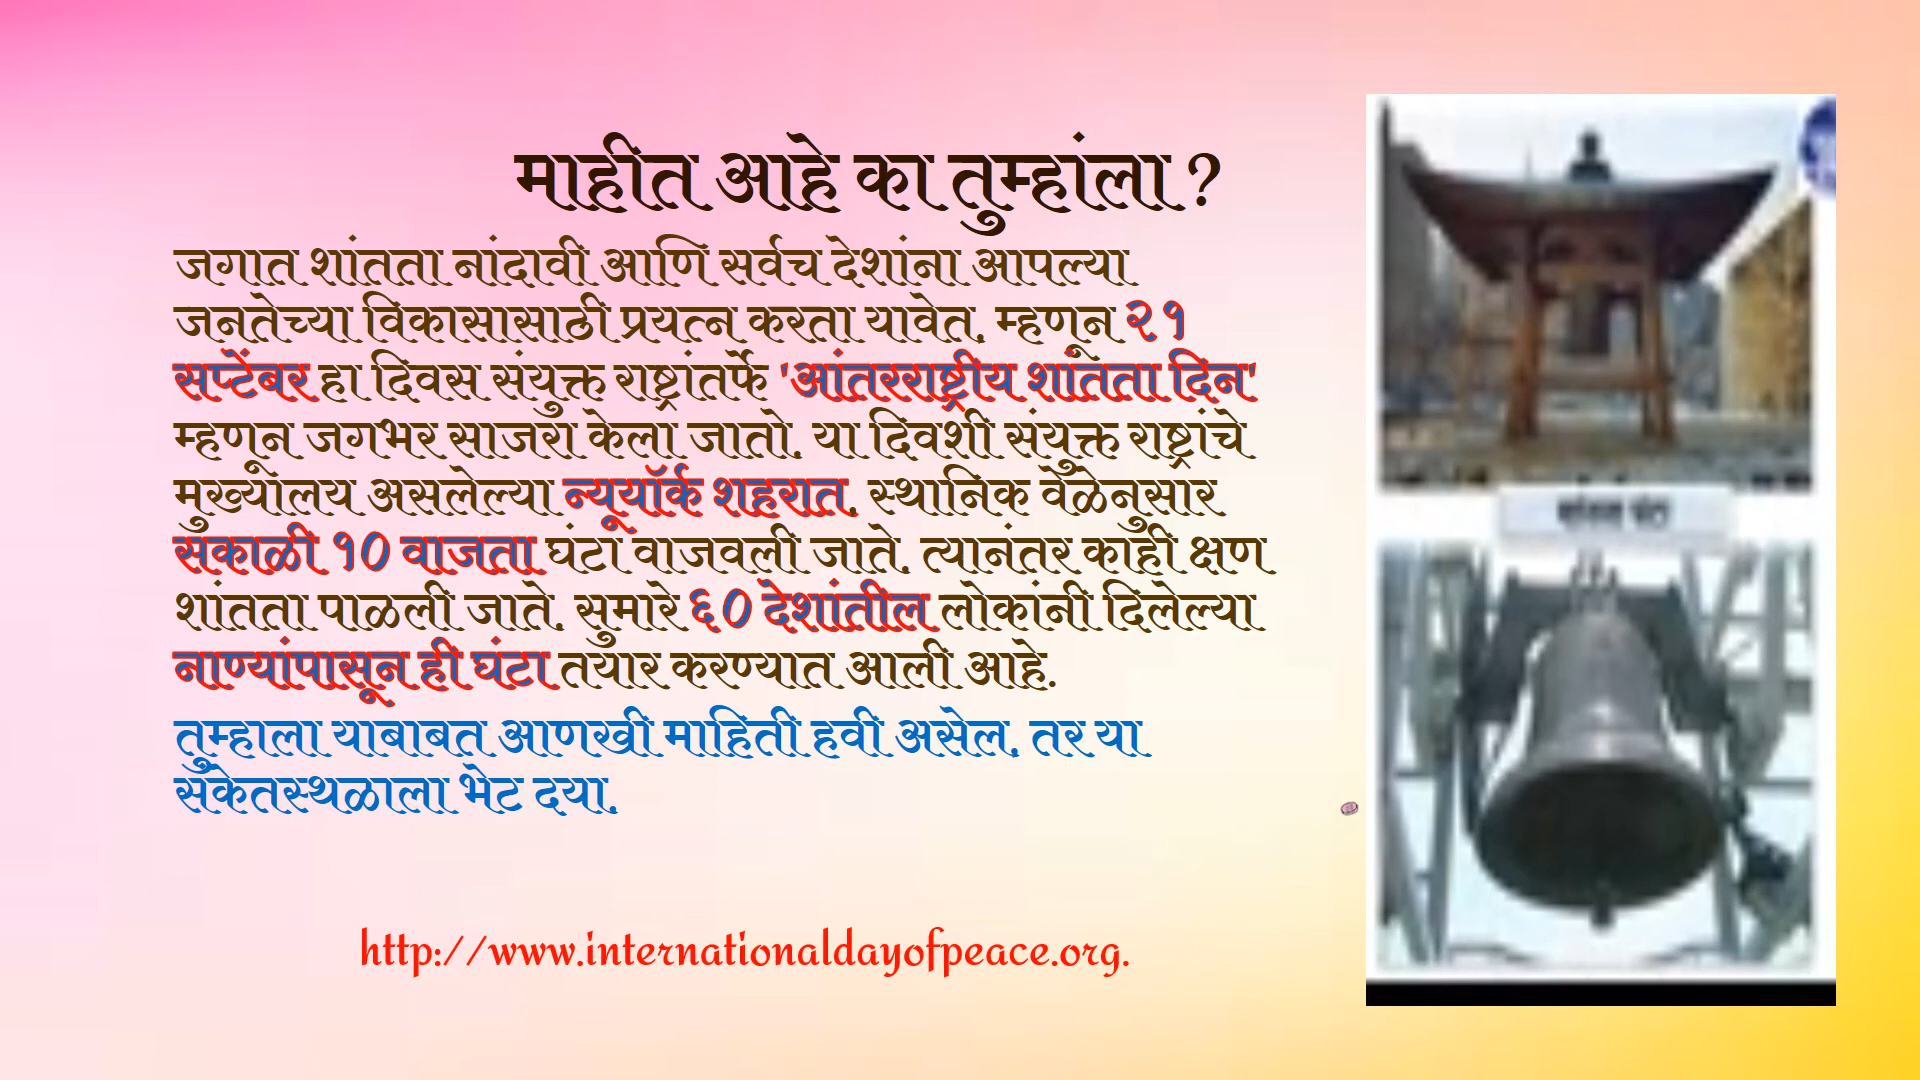 माहीत आहे का तुम्हांला ?
जगात शांतता नांदावी आणि सर्वच देशांना आपल्या
जनतेच्या विकासासाठी प्रयत्न करता यावेत, म्हणून २१
सप्टेंबर हा दिवस संयुक्त राष्ट्रांतर्फे 'आंतरराष्ट्रीय शांतता दिन'
म्हणून जगभर साजरा केला जातो. या दिवशी संयुक्त राष्ट्रांचे
मुख्यालय असलेल्या न्यूयॉर्क शहरात, स्थानिक वेळेनुसार
सकाळी १० वाजता घंटा वाजवली जाते. त्यानंतर काही क्षण
शांतता पाळली जाते. सुमारे ६० देशांतील लोकांनी दिलेल्या
नाण्यांपासून ही घंटा तयार करण्यात आली आहे.
तुम्हाला याबाबत आणखी माहिती हवी असेल, तर या
संकेतस्थळाला भेट दया.
http://www.internationaldayofpeace.org.